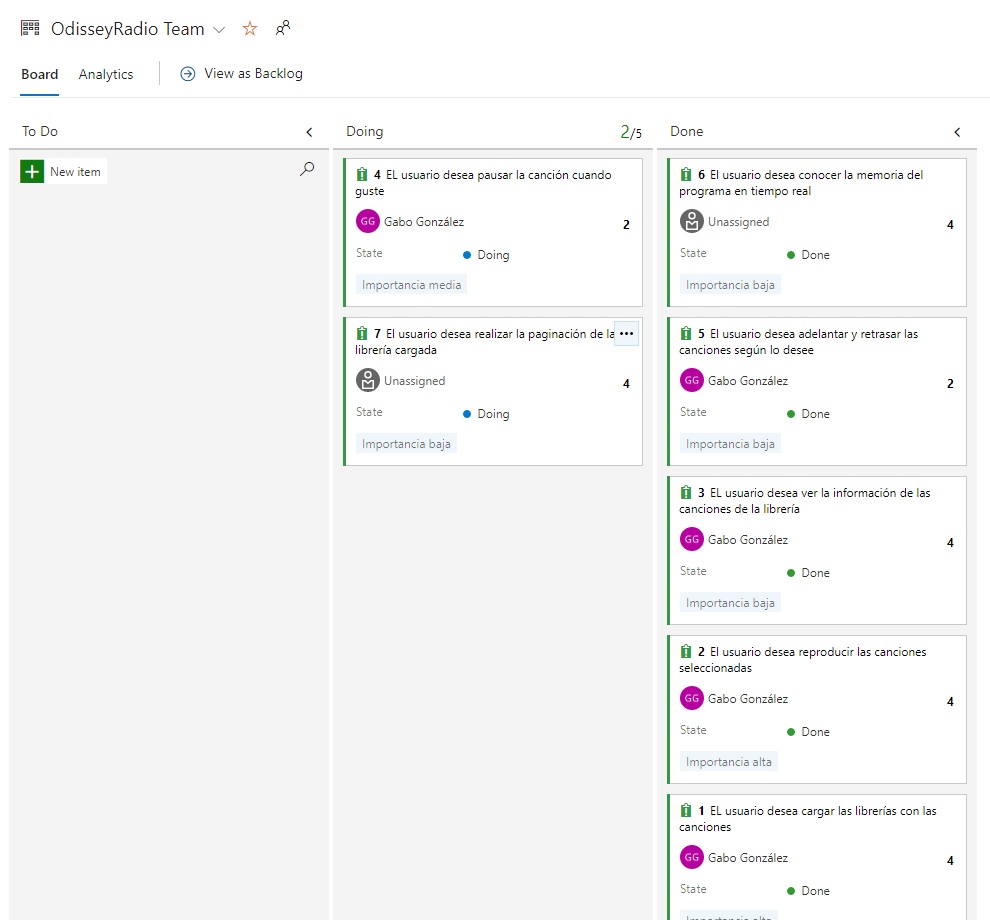 OdisseyRadio Team
Board
Analytics
View as Backlog
To Do
New item
Doing
2/5
4 EL usuario desea pausar la canción cuando
guste
GG Gabo González
2
State
Doing
Importancia media
7 El usuario desea realizar la paginación de la
librería cargada
Unassigned
4
State
Doing
Importancia baja
Done
6 El usuario desea conocer la memoria del
programa en tiempo real
Unassigned
4
State
Done
Importancia baja
5 El usuario desea adelantar y retrasar las
canciones según lo desee
GG Gabo González
2
State
Done
Importancia baja
3 EL usuario desea ver la información de las
canciones de la librería
GG Gabo González
4
State
Done
Importancia baja
2 El usuario desea reproducir las canciones
seleccionadas
GG Gabo González
4
State
Done
Importancia alta
1 EL usuario desea cargar las librerías con las
canciones
GG Gabo González
4
State
Done
Importancia alta